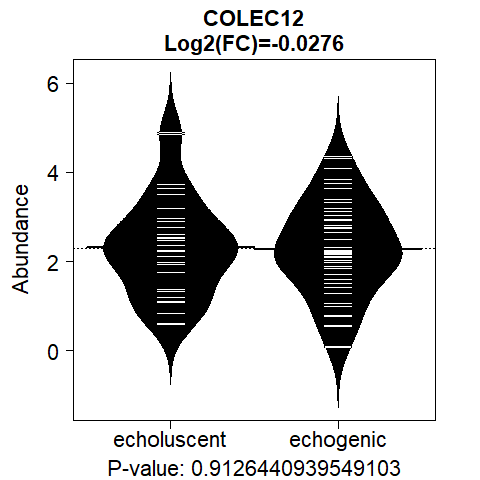 COLEC12
Log2(FC)=-0.0276
Abundance
6
4
2
0
echoluscent echogenic
P-value: 0.9126440939549103